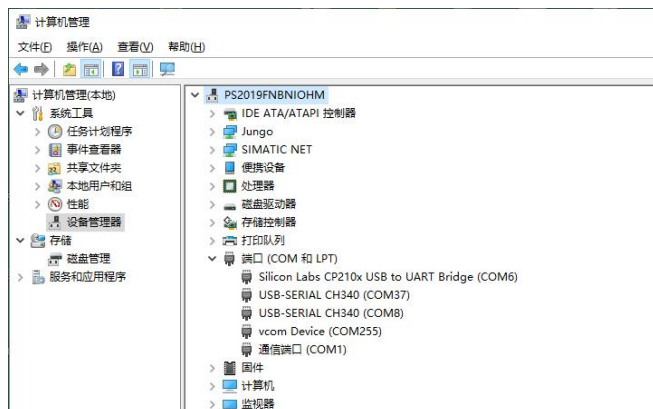 计算机管理
文件(F) 操作(A) 查看(V) 帮助(H)
计算机管理(本地)
系统工具
任务计划程序
事件查看器
共享文件夹
本地用户和组
性能
设备管理器
存储
磁盘管理
服务和应用程序
PS2019FNBNIOHM
IDE ATA/ATAPI 控制器
Jungo
SIMATIC NET
便携设备
处理器
磁盘驱动器
存储控制器
打印队列
端口 (COM 和 LPT)
Silicon Labs CP210x USB to UART Bridge (COM6)
USB-SERIAL CH340 (COM37)
USB-SERIAL CH340 (COM8)
vcom Device (COM255)
通信端口 (COM1)
固件
计算机
监视器